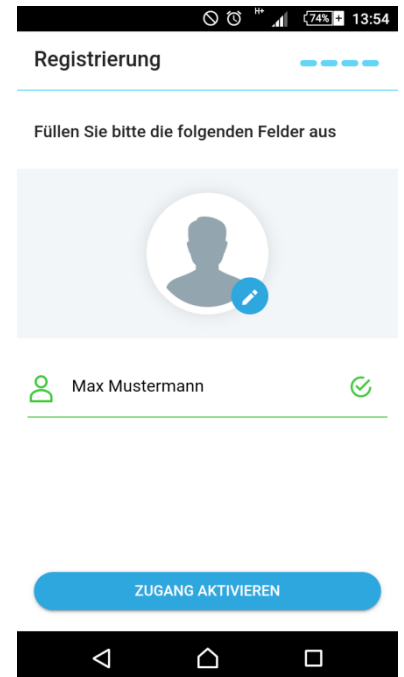 H+ 74% 13:54
Registrierung
Füllen Sie bitte die folgenden Felder aus
Max Mustermann
ZUGANG AKTIVIEREN